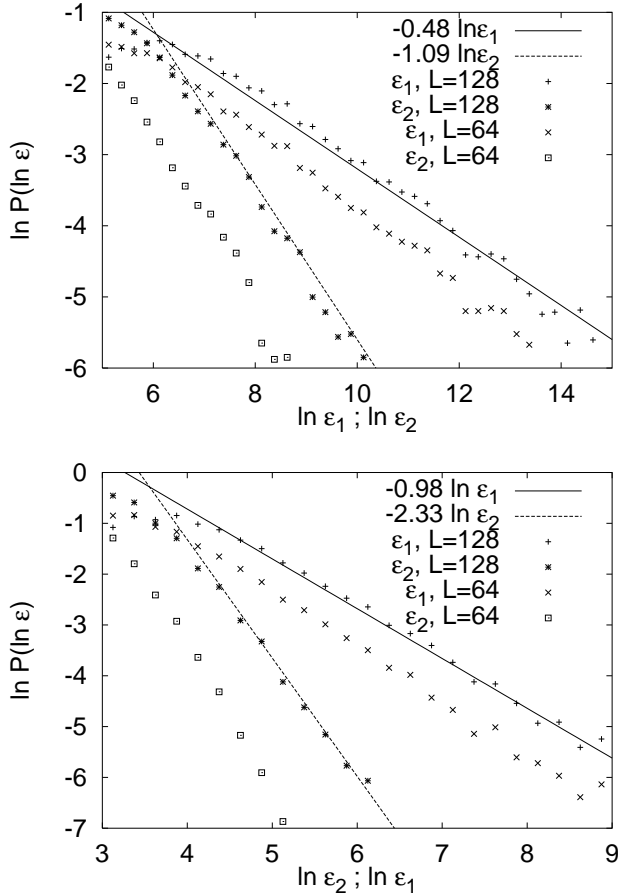 -1
-2
-3
-4
-5
-6
ln P(ln ε)
-0.48 lnε₁
-1.09 lnε₂
ε₁, L=128
ε₂, L=128
ε₁, L=64
ε₂, L=64
6 8 10 12 14
ln ε₁ ; ln ε₂
0
-1
-2
-3
-4
-5
-6
-7
ln P(ln ε)
-0.98 ln ε₁
-2.33 ln ε₂
ε₁, L=128
ε₂, L=128
ε₁, L=64
ε₂, L=64
3 4 5 6 7 8 9
ln ε₂ ; ln ε₁